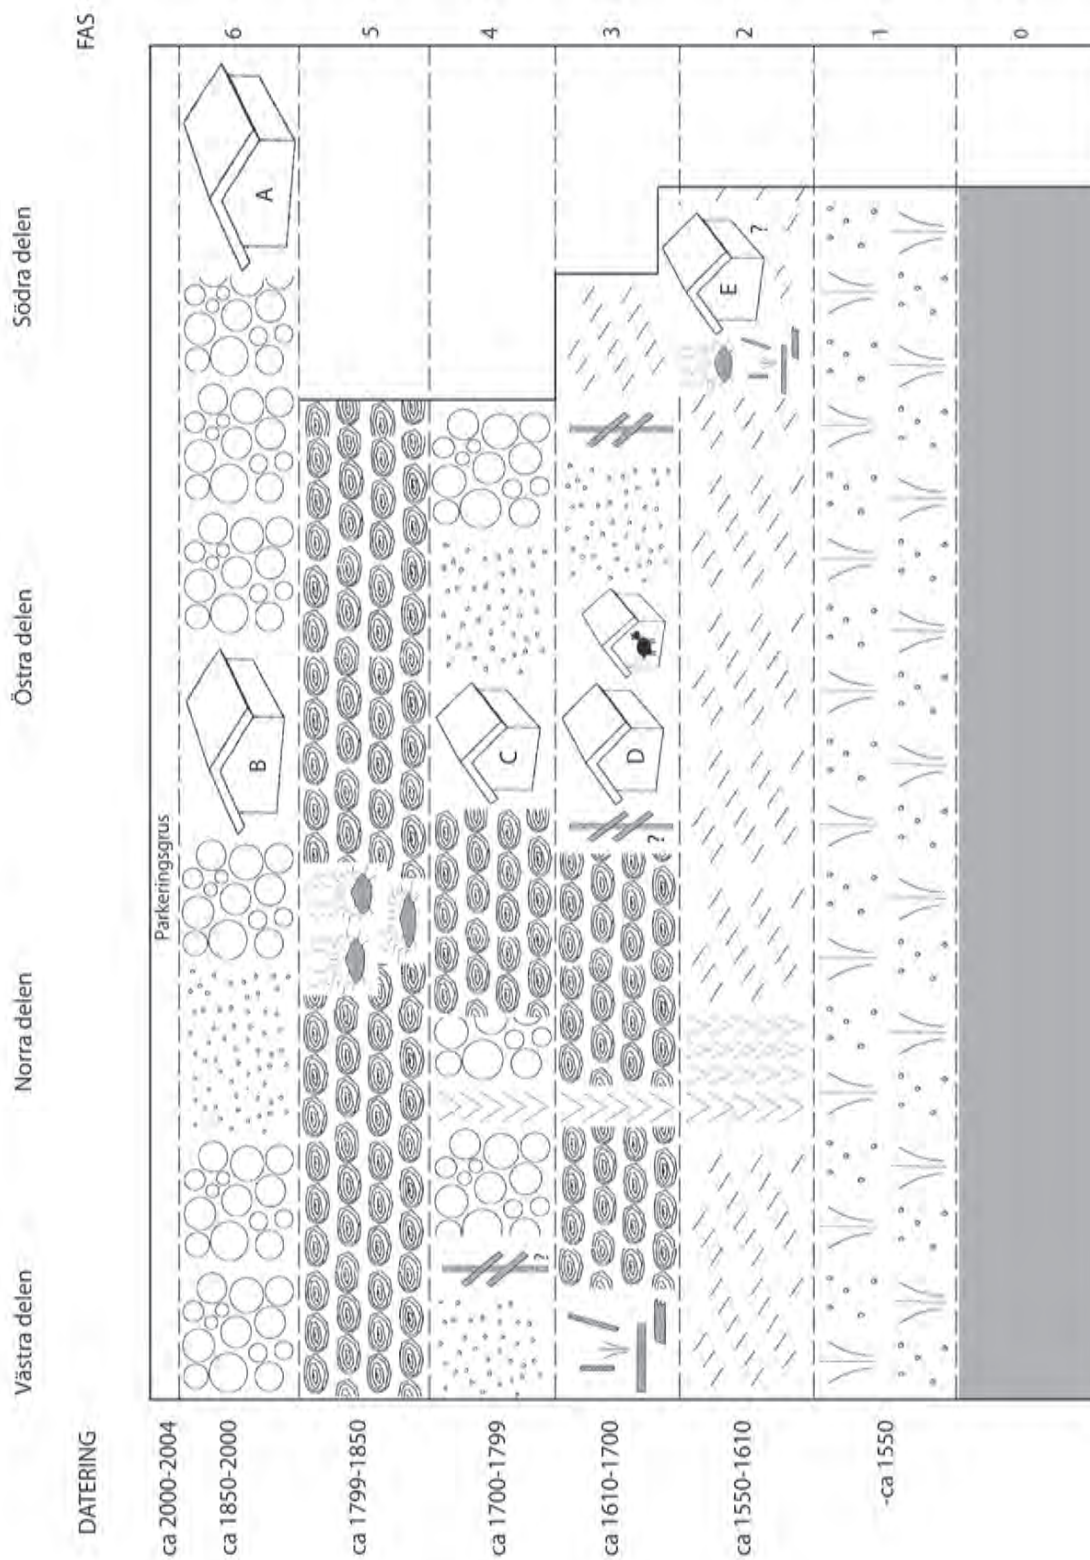 Västra delen Norra delen Östra delen Södra delen
DATERING FAS
ca 2000-2004 Parkeringsgrus
ca 1850-2000 B A 6
ca 1799-1850 5
ca 1700-1799 ? C 4
ca 1610-1700 ? D 3
ca 1550-1610 E ? 2
-ca 1550 1
0